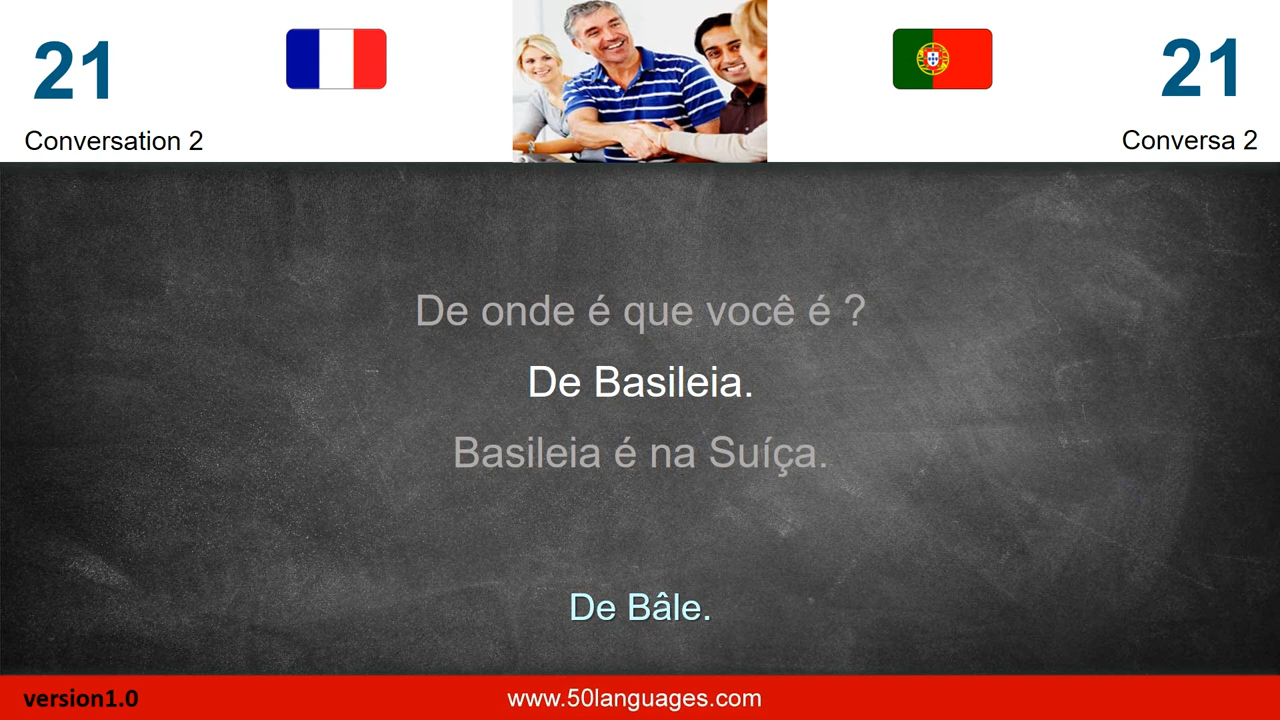 21
21
Conversation 2
Conversa 2
De onde é que você é ?
De Basileia.
Basileia é na Suíça.
De Bâle.
version1.0
www.50languages.com